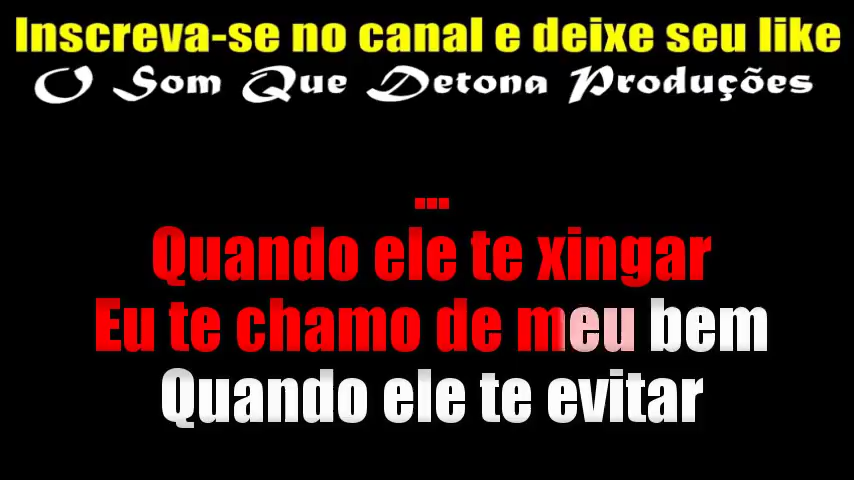 Inscreva-se no canal e deixe seu like
O Som Que Detona Produções
...
Quando ele te xingar
Eu te chamo de meu bem
Quando ele te evitar